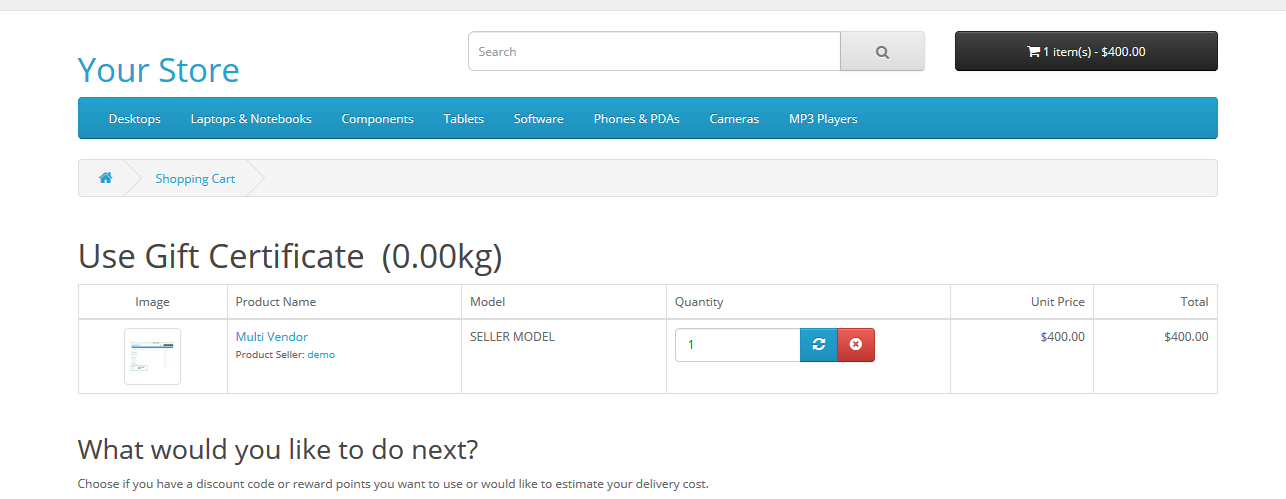 Search
1 item(s) - $400.00
Your Store
Desktops Laptops & Notebooks Components Tablets Software Phones & PDAs Cameras MP3 Players
Shopping Cart
Use Gift Certificate (0.00kg)
Image Product Name Model Quantity Unit Price Total
Multi Vendor SELLER MODEL 1 $400.00 $400.00
Product Seller: demo
What would you like to do next?
Choose if you have a discount code or reward points you want to use or would like to estimate your delivery cost.